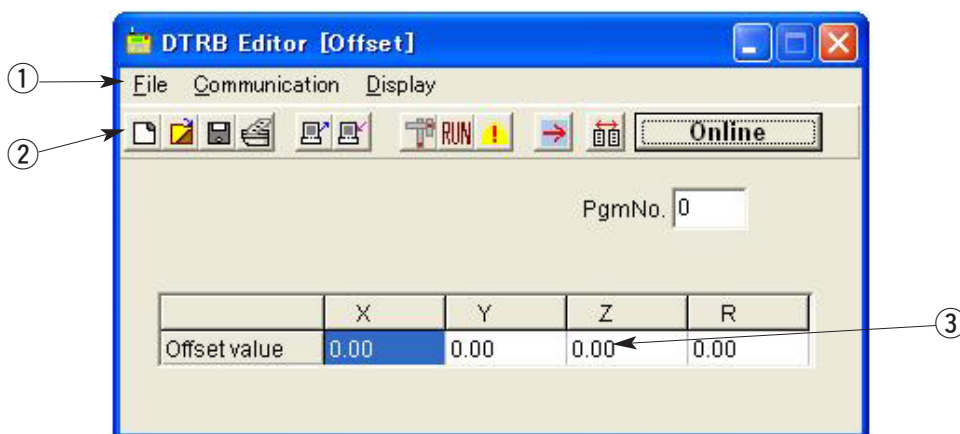 DTRB Editor [Offset]
① File Communication Display
② RUN ! Online
PgmNo. 0
X Y Z R
Offset value 0.00 0.00 0.00 0.00
③